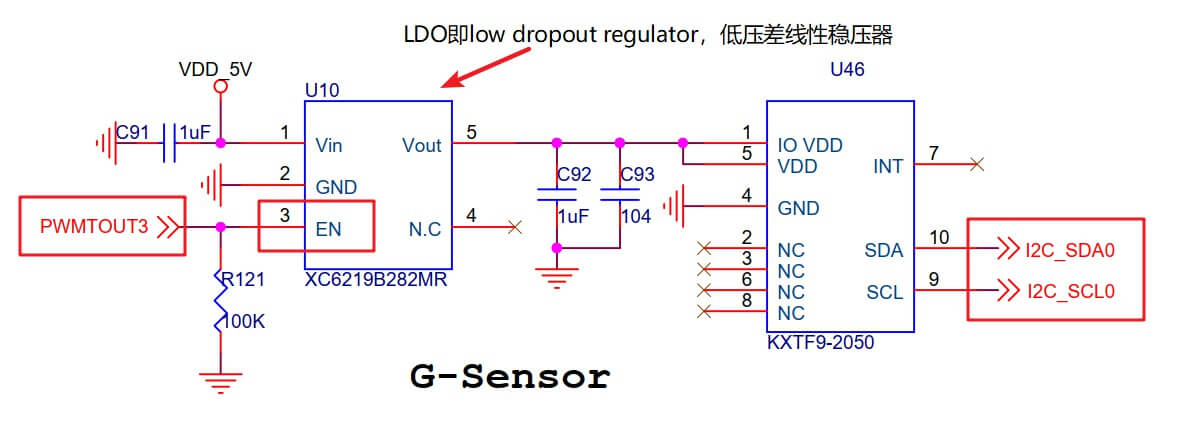 LDO即low dropout regulator，低压差线性稳压器
VDD_5V
U10
U46
C91
1uF
1
Vin
Vout
5
2
GND
PWMTOUT3
3
EN
N.C
4
R121
100K
XC6219B282MR
C92
1uF
C93
104
1
IO VDD
5
VDD
INT
7
4
GND
2
NC
3
NC
6
NC
8
NC
SDA
10
I2C_SDA0
SCL
9
I2C_SCL0
KXTF9-2050
G-Sensor